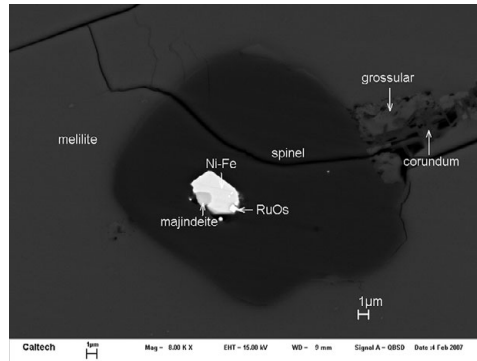 grossular
melilite
spinel
corundum
Ni-Fe
majindeite
RuOs
1µm
Caltech
1µm
Mag = 8.00 K X
EHT = 15.00 kV
WD = 9 mm
Signal A = QBSD
Date :4 Feb 2007